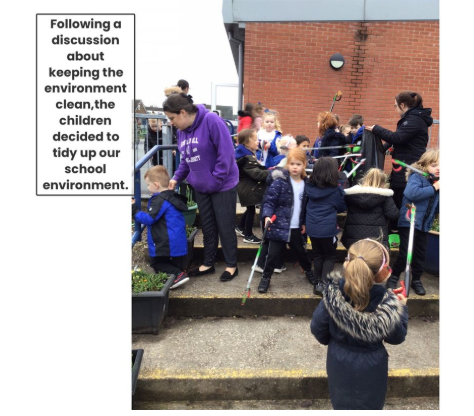 Following a
discussion
about
keeping the
environment
clean,the
children
decided to
tidy up our
school
environment.